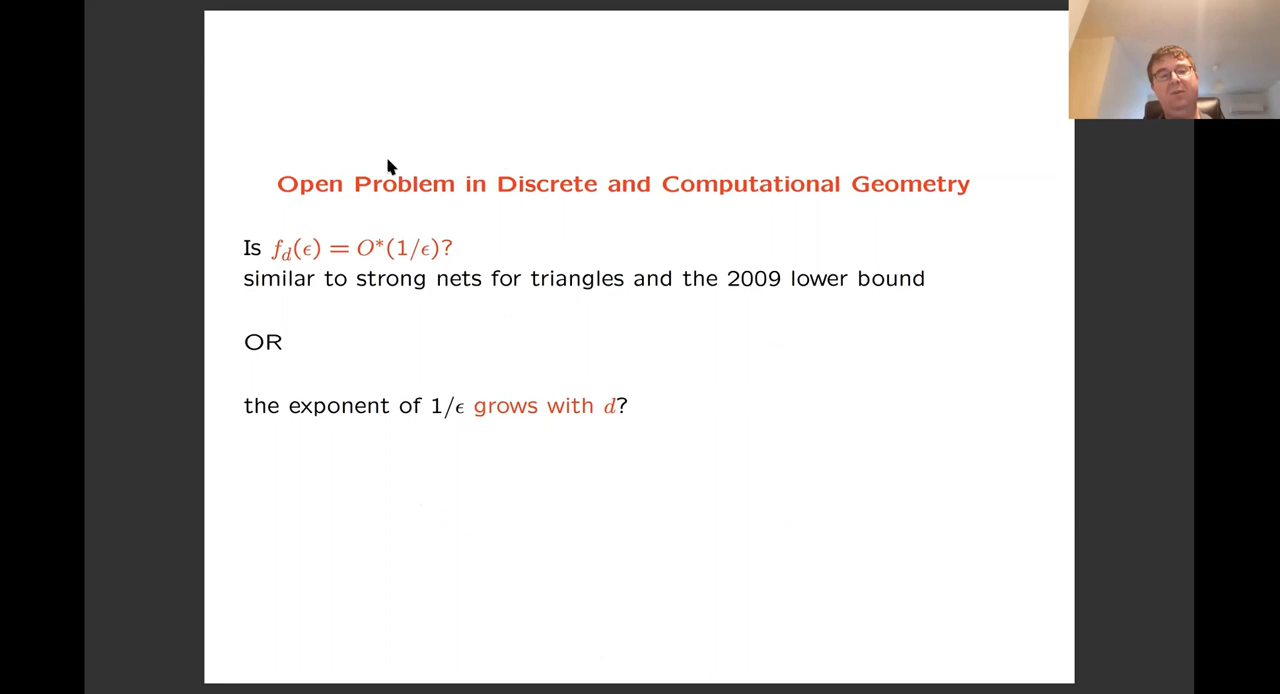 Open Problem in Discrete and Computational Geometry
Is f_d(ϵ) = O*(1/ϵ)?
similar to strong nets for triangles and the 2009 lower bound
OR
the exponent of 1/ϵ grows with d?